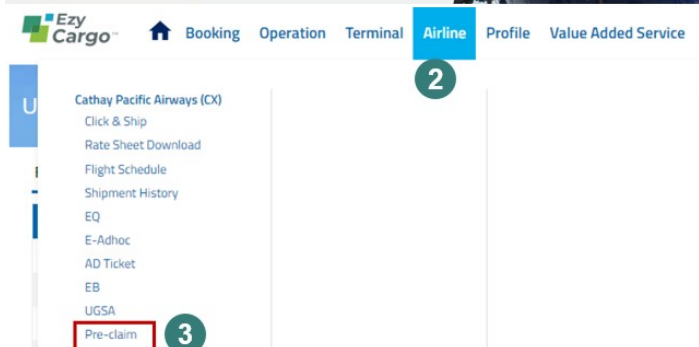 Ezy
Cargo™
Booking Operation Terminal Airline Profile Value Added Service
2
U
Cathay Pacific Airways (CX)
Click & Ship
Rate Sheet Download
Flight Schedule
Shipment History
EQ
E-Adhoc
AD Ticket
EB
UGSA
Pre-claim
3